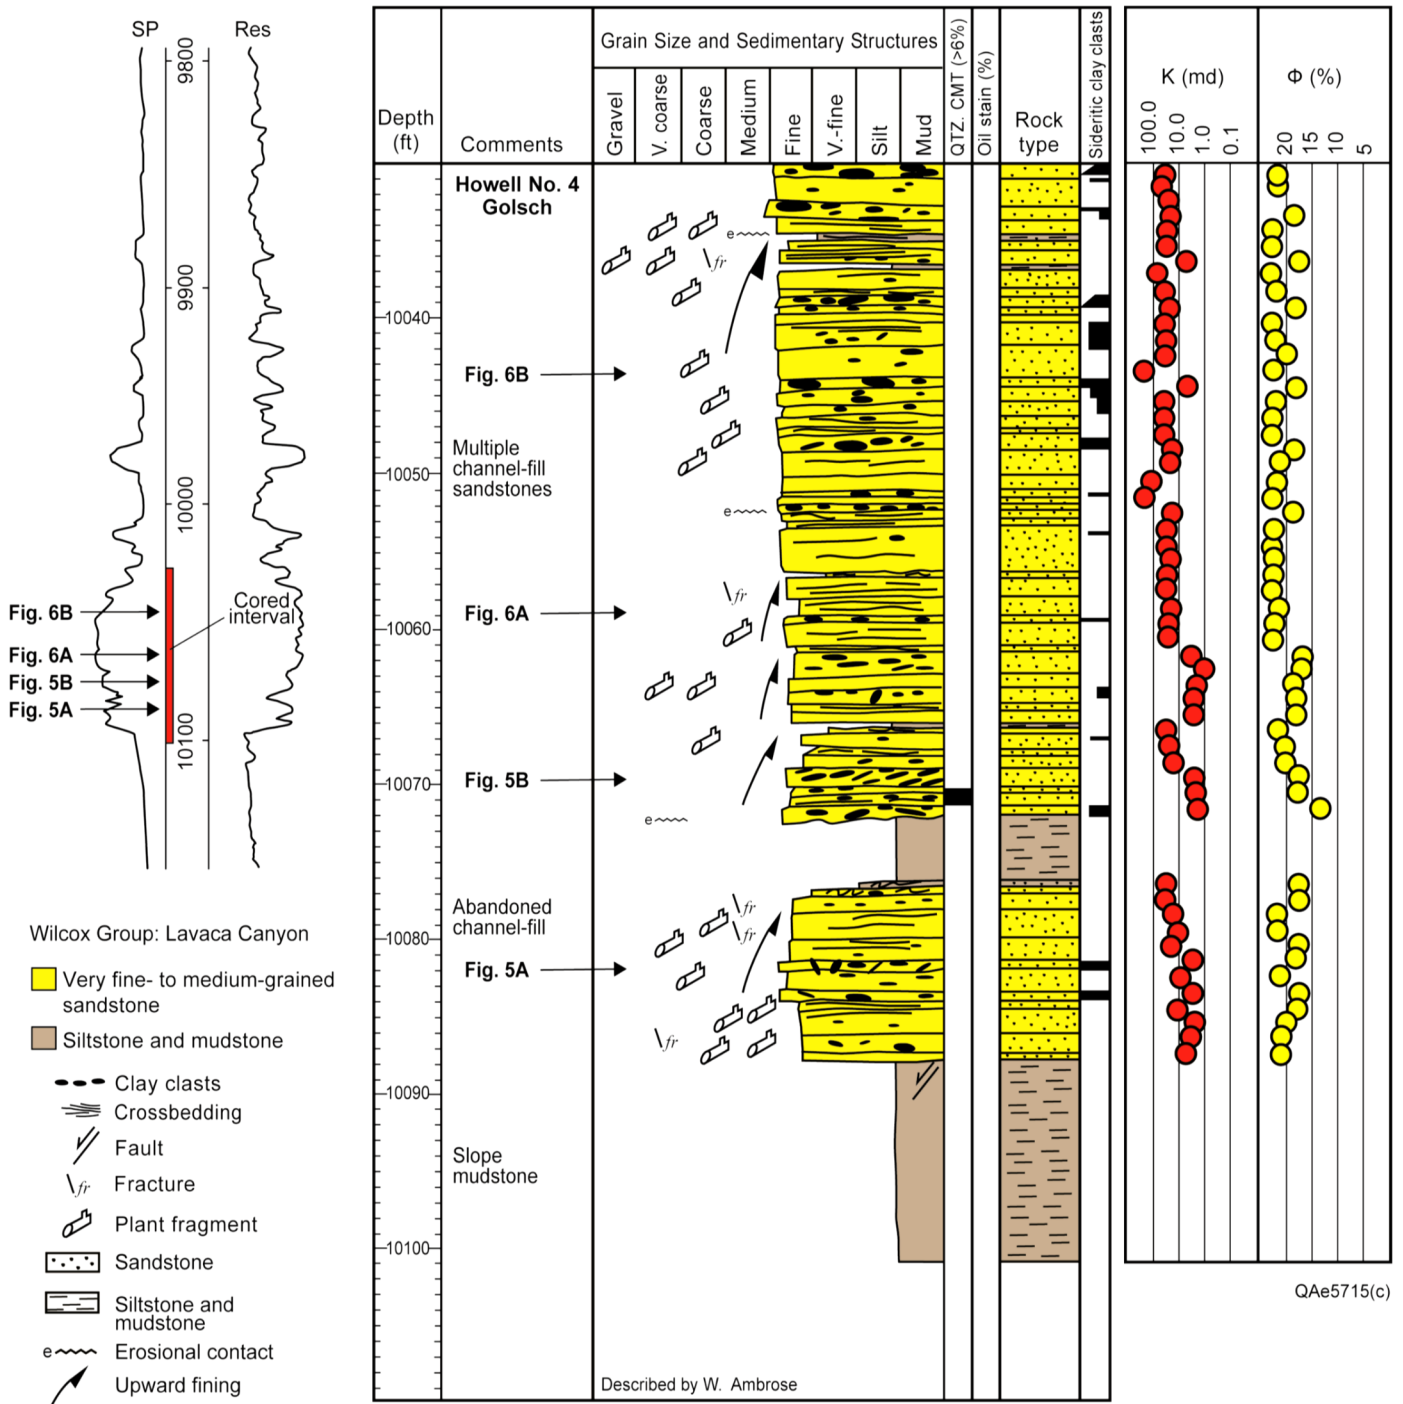 SP
Res
9800
9900
10000
10100
Fig. 6B
Fig. 6A
Fig. 5B
Fig. 5A
Cored
interval
Wilcox Group: Lavaca Canyon
Very fine- to medium-grained
sandstone
Siltstone and mudstone
Clay clasts
Crossbedding
Fault
fr Fracture
Plant fragment
Sandstone
Siltstone and
mudstone
e Erosional contact
Upward fining
Depth
(ft)
Comments
Grain Size and Sedimentary Structures
Gravel
V. coarse
Coarse
Medium
Fine
V.-fine
Silt
Mud
QTZ. CMT (>6%)
Oil stain (%)
Rock
type
Sideritic clay clasts
K (md)
100.0
10.0
1.0
0.1
Φ (%)
20
15
10
5
Howell No. 4
Golsch
e
fr
10040
Fig. 6B
Multiple
channel-fill
sandstones
10050
e
fr
Fig. 6A
10060
10070
Fig. 5B
e
Abandoned
channel-fill
fr
fr
10080
Fig. 5A
fr
10090
Slope
mudstone
10100
QAe5715(c)
Described by W. Ambrose